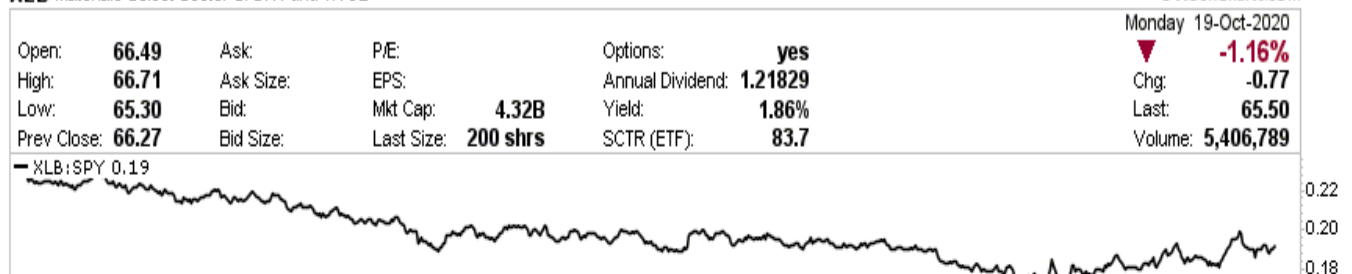 Monday 19-Oct-2020
Open: 66.49 Ask: P/E: Options: yes ▼ -1.16%
High: 66.71 Ask Size: EPS: Annual Dividend: 1.21829 Chg: -0.77
Low: 65.30 Bid: Mkt Cap: 4.32B Yield: 1.86% Last: 65.50
Prev Close: 66.27 Bid Size: Last Size: 200 shrs SCTR (ETF): 83.7 Volume: 5,406,789
XLB:SPY 0.19
0.22
0.20
0.18